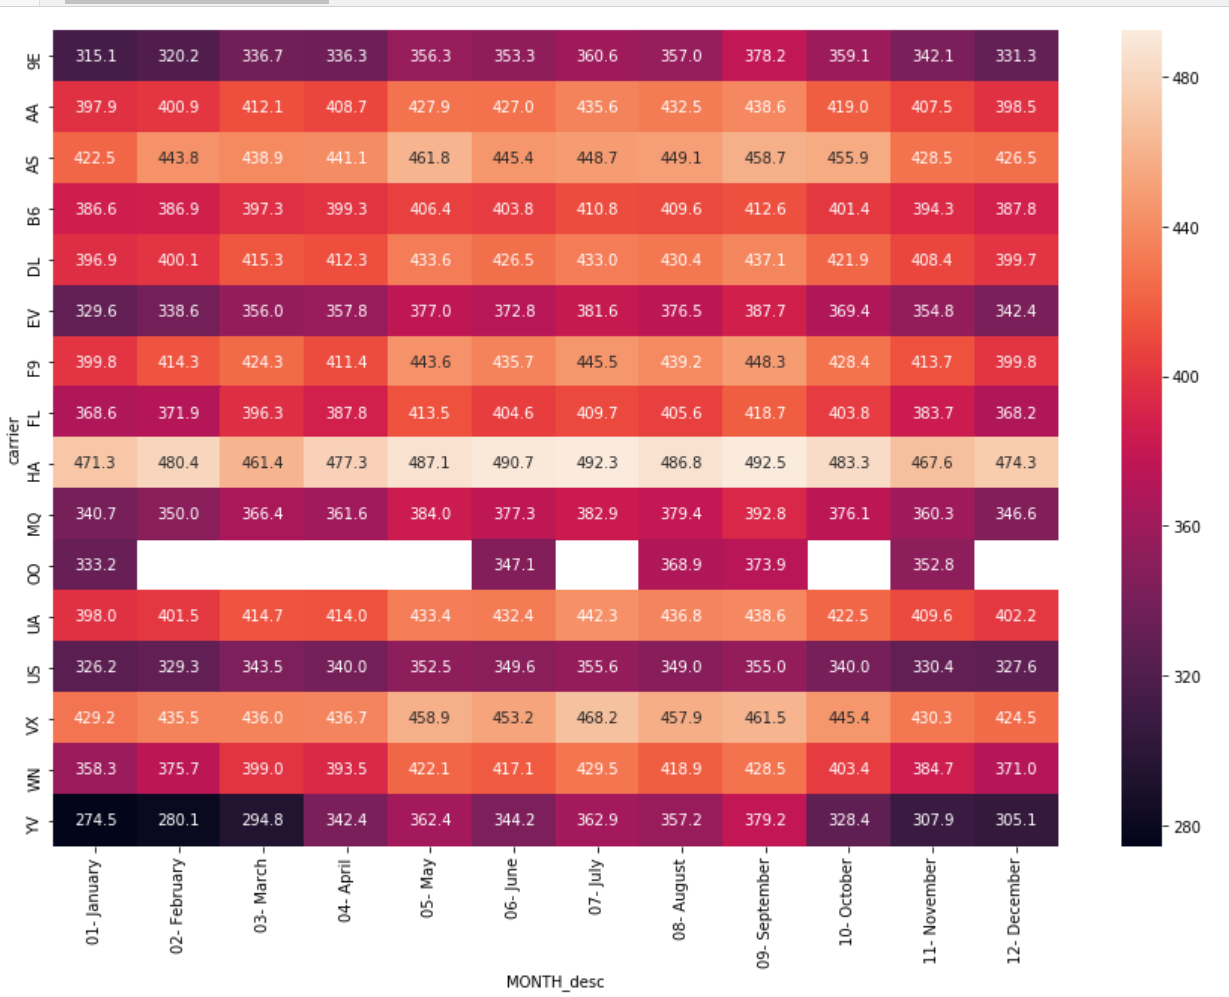 9E 315.1 320.2 336.7 336.3 356.3 353.3 360.6 357.0 378.2 359.1 342.1 331.3
480
AA 397.9 400.9 412.1 408.7 427.9 427.0 435.6 432.5 438.6 419.0 407.5 398.5
AS 422.5 443.8 438.9 441.1 461.8 445.4 448.7 449.1 458.7 455.9 428.5 426.5
B6 386.6 386.9 397.3 399.3 406.4 403.8 410.8 409.6 412.6 401.4 394.3 387.8
440
DL 396.9 400.1 415.3 412.3 433.6 426.5 433.0 430.4 437.1 421.9 408.4 399.7
EV 329.6 338.6 356.0 357.8 377.0 372.8 381.6 376.5 387.7 369.4 354.8 342.4
F9 399.8 414.3 424.3 411.4 443.6 435.7 445.5 439.2 448.3 428.4 413.7 399.8
400
FL 368.6 371.9 396.3 387.8 413.5 404.6 409.7 405.6 418.7 403.8 383.7 368.2
carrier
HA 471.3 480.4 461.4 477.3 487.1 490.7 492.3 486.8 492.5 483.3 467.6 474.3
MQ 340.7 350.0 366.4 361.6 384.0 377.3 382.9 379.4 392.8 376.1 360.3 346.6
360
OO 333.2 347.1 368.9 373.9 352.8
UA 398.0 401.5 414.7 414.0 433.4 432.4 442.3 436.8 438.6 422.5 409.6 402.2
US 326.2 329.3 343.5 340.0 352.5 349.6 355.6 349.0 355.0 340.0 330.4 327.6
320
VX 429.2 435.5 436.0 436.7 458.9 453.2 468.2 457.9 461.5 445.4 430.3 424.5
WN 358.3 375.7 399.0 393.5 422.1 417.1 429.5 418.9 428.5 403.4 384.7 371.0
YV 274.5 280.1 294.8 342.4 362.4 344.2 362.9 357.2 379.2 328.4 307.9 305.1
280
01- January
02- February
03- March
04- April
05- May
06- June
07- July
08- August
09- September
10- October
11- November
12- December
MONTH_desc